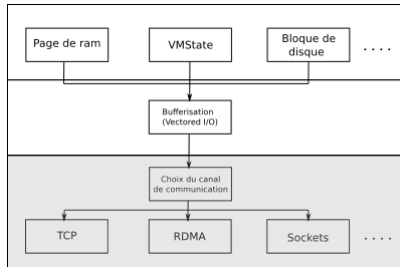 Page de ram
VMState
Bloque de
disque
. . . .
Bufferisation
(Vectored I/O)
Choix du canal
de communication
TCP
RDMA
Sockets
. . . .